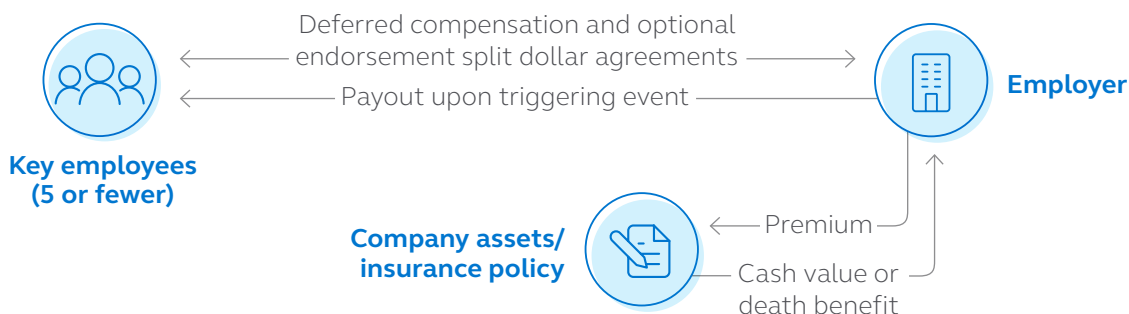 Deferred compensation and optional
endorsement split dollar agreements
Payout upon triggering event
Employer
Key employees
(5 or fewer)
Premium
Company assets/
insurance policy
Cash value or
death benefit